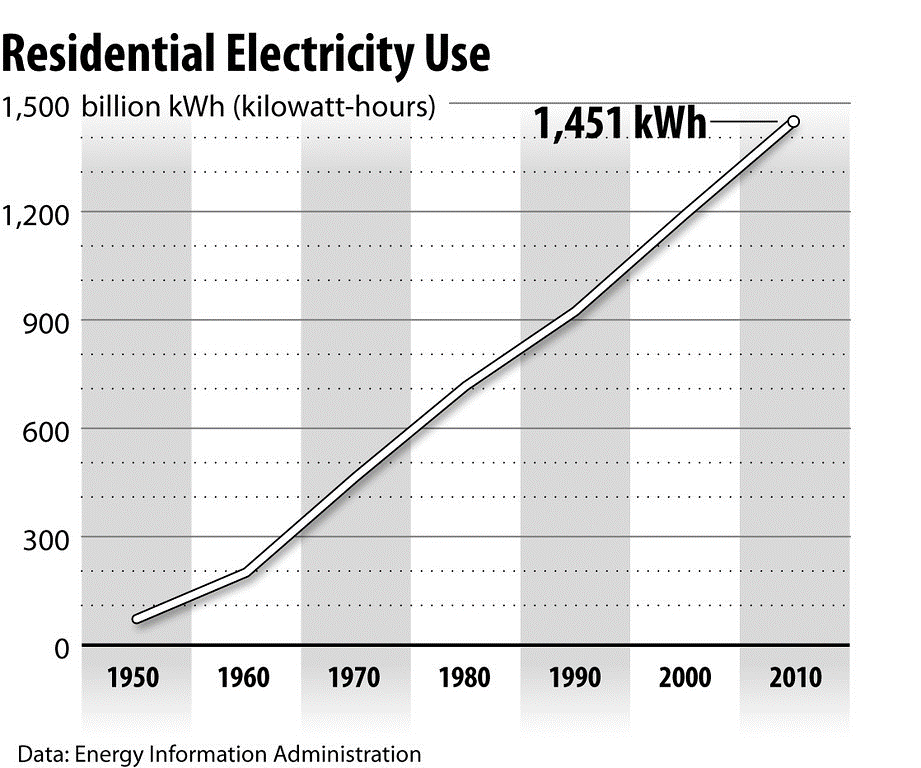 Residential Electricity Use
1,500 billion kWh (kilowatt-hours)
1,451 kWh
1,200
900
600
300
0
1950 1960 1970 1980 1990 2000 2010
Data: Energy Information Administration